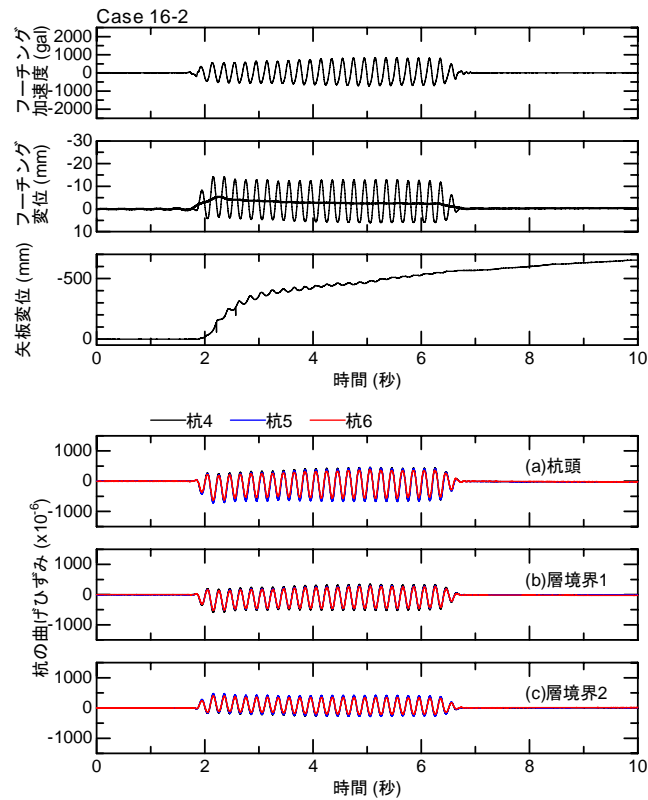 Case 16-2
フーチング
加速度 (gal)
2000
1000
0
-1000
-2000
フーチング
変位 (mm)
-30
-20
-10
0
10
矢板変位 (mm)
-500
0
0 2 4 6 8 10
時間 (秒)
杭4 杭5 杭6
杭の曲げひずみ (x10-6)
1000
0
-1000
(a)杭頭
1000
0
-1000
(b)層境界1
1000
0
-1000
(c)層境界2
0 2 4 6 8 10
時間 (秒)